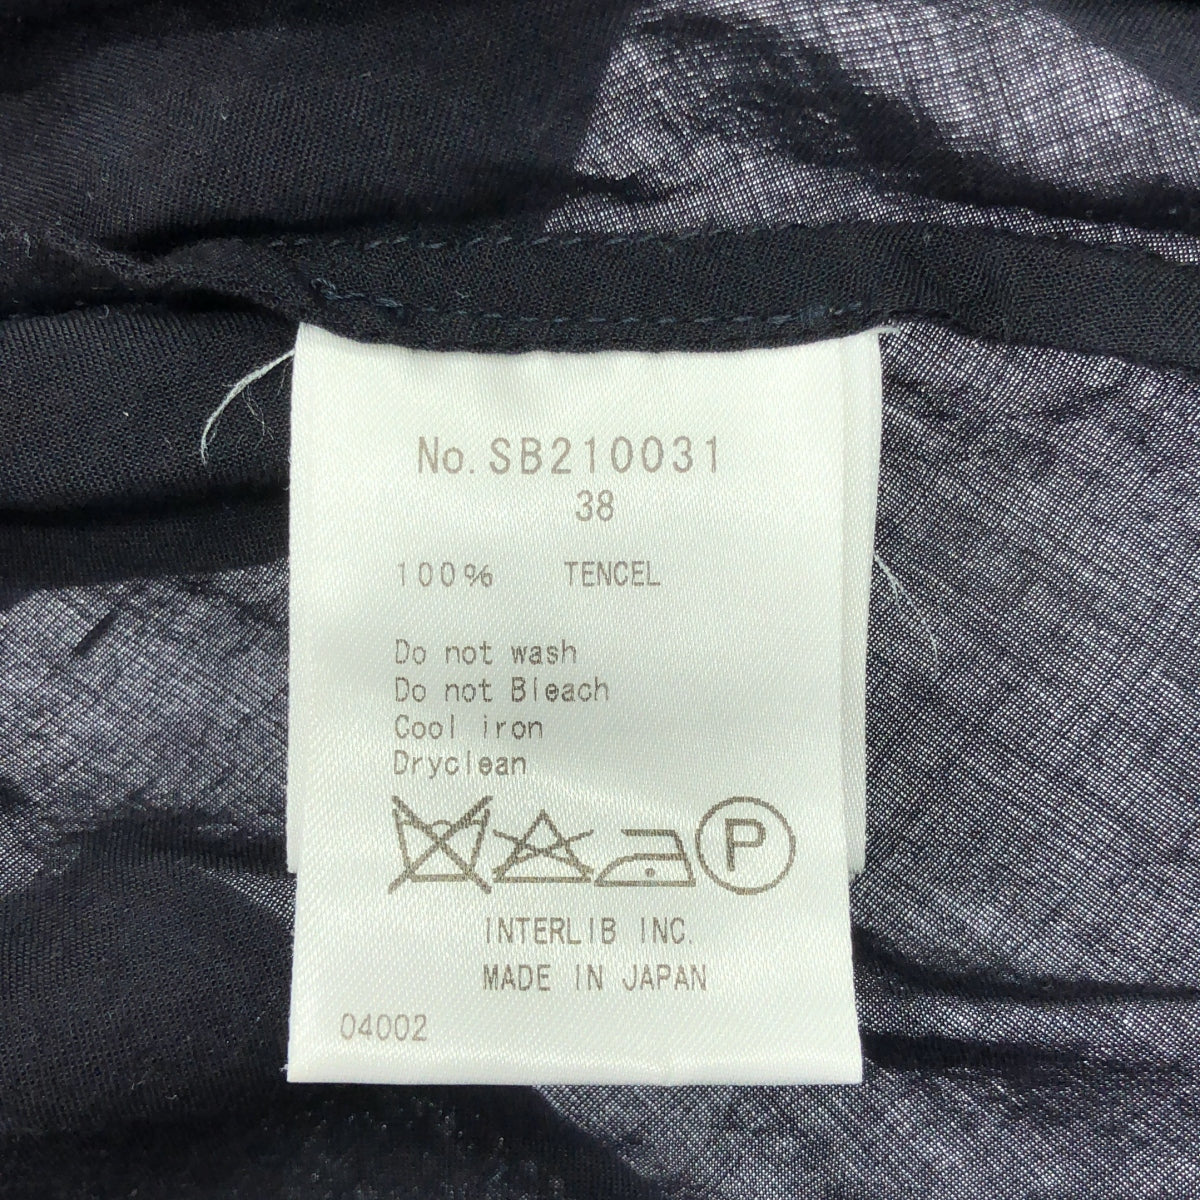 No. SB210031
38
100% TENCEL
Do not wash
Do not Bleach
Cool iron
Dryclean
P
INTERLIB INC.
MADE IN JAPAN
04002